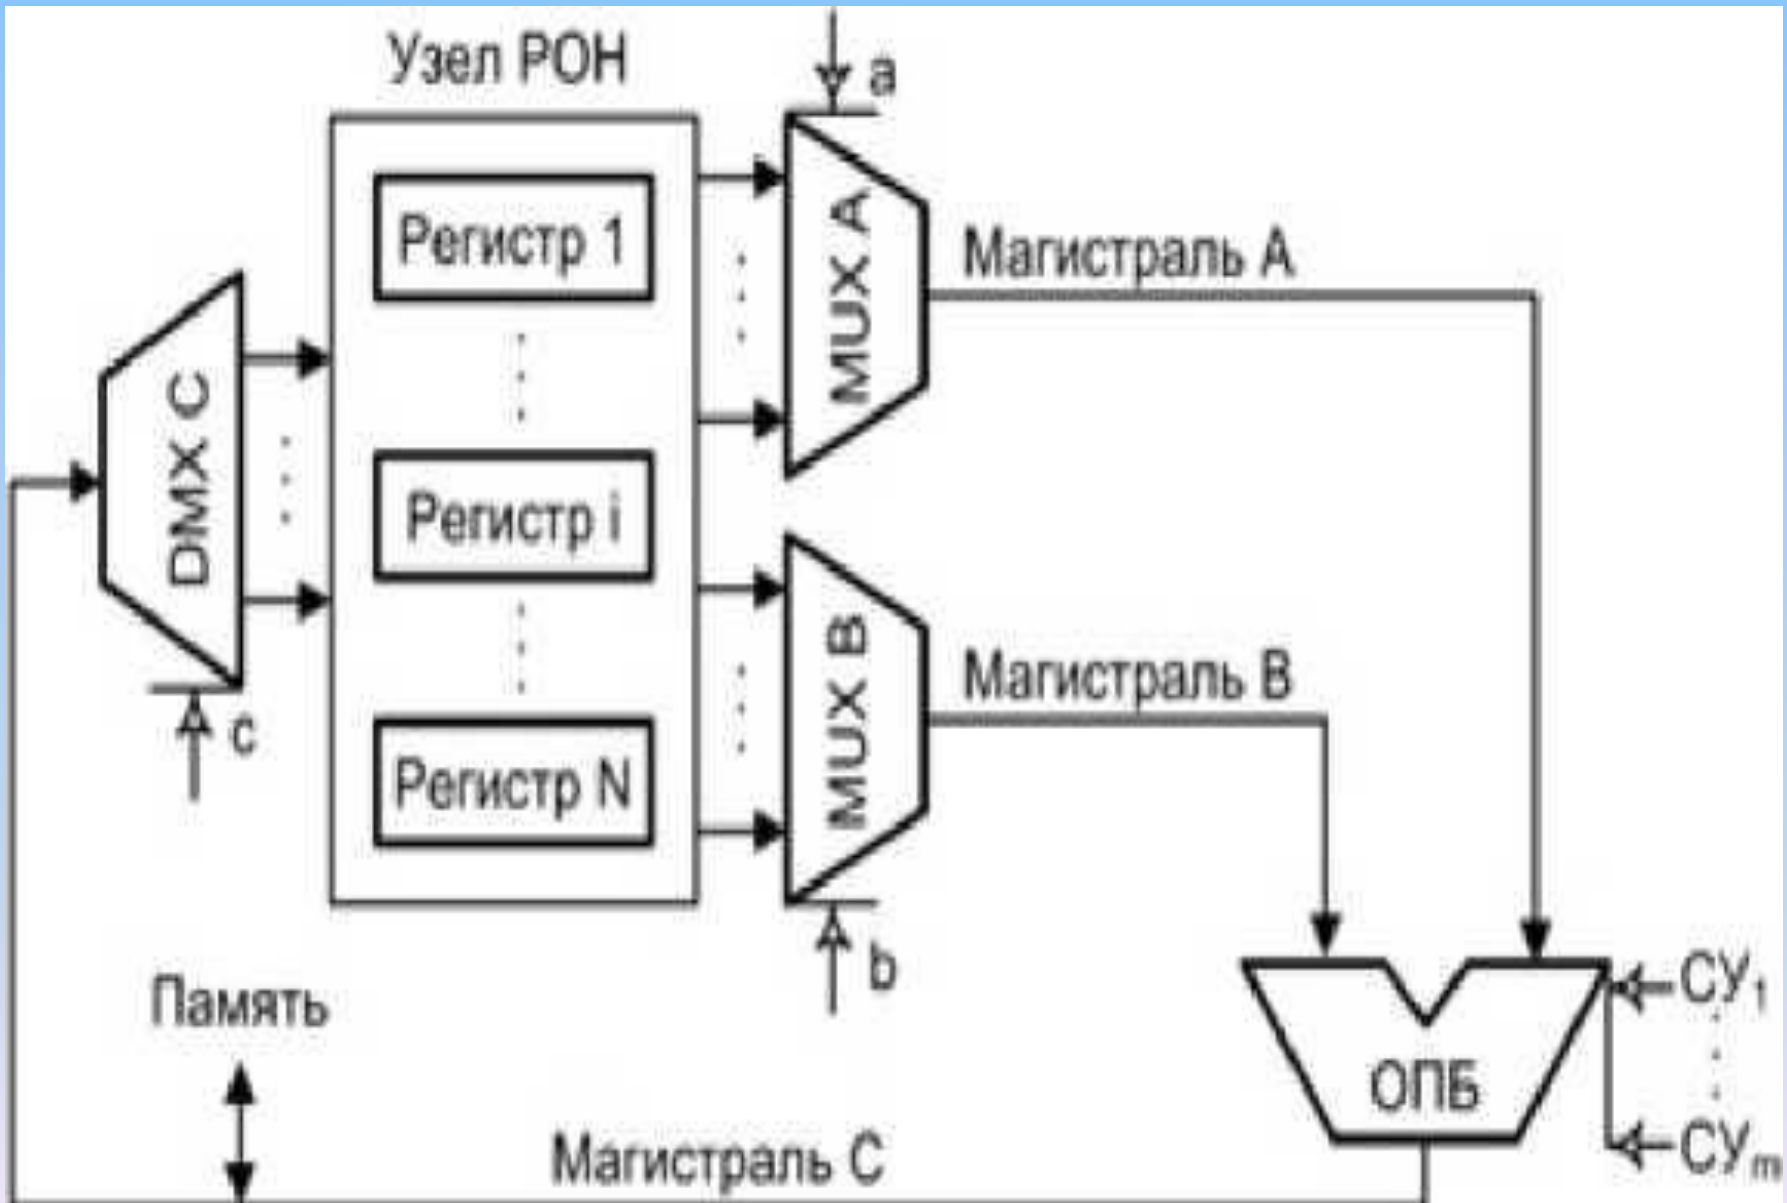 Узел РОН
a
Регистр 1
MUX A
Магистраль A
DMX C
Регистр i
c
MUX B
Магистраль B
Регистр N
b
Память
СУ1
ОПБ
Магистраль C
СУm